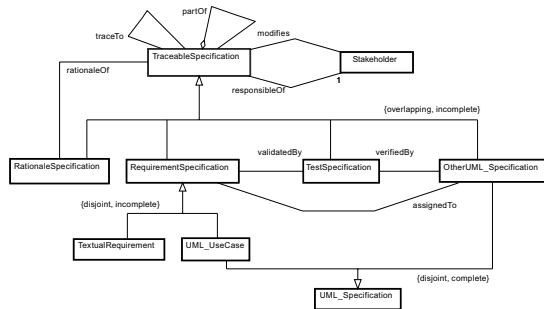 partOf
traceTo
modifies
TraceableSpecification
Stakeholder
rationaleOf
responsibleOf
1
{overlapping, incomplete}
validatedBy
verifiedBy
RationaleSpecification
RequirementSpecification
TestSpecification
OtherUML_Specification
{disjoint, incomplete}
assignedTo
TextualRequirement
UML_UseCase
{disjoint, complete}
UML_Specification